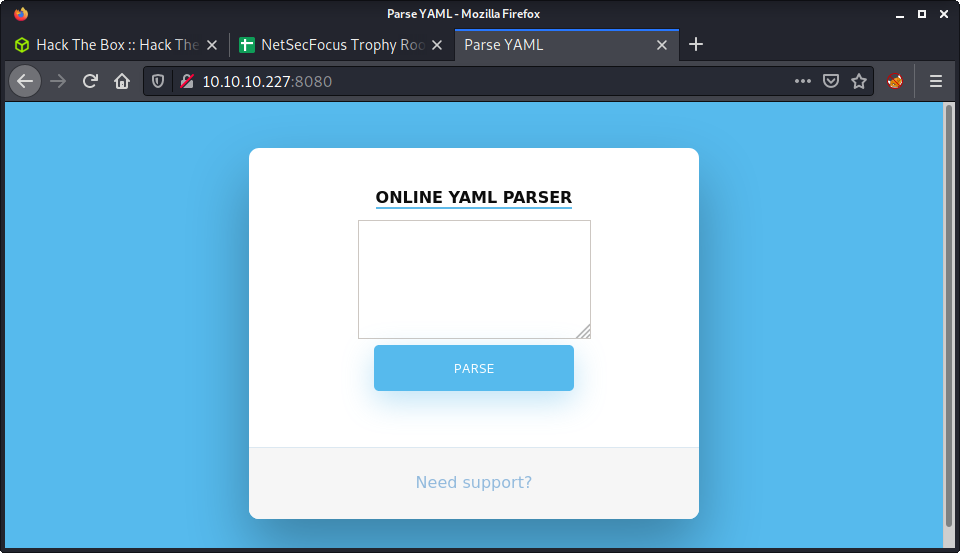 Parse YAML - Mozilla Firefox
Hack The Box :: Hack The
NetSecFocus Trophy Roo
Parse YAML
10.10.10.227:8080
ONLINE YAML PARSER
PARSE
Need support?